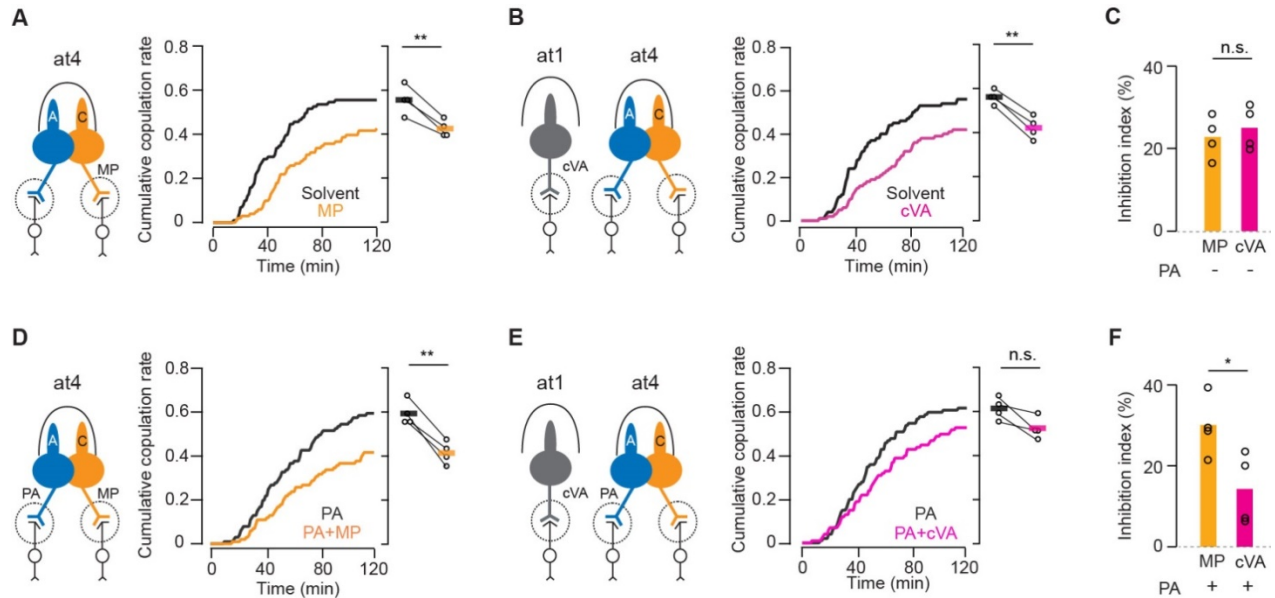 A
at4
A
C
MP
Cumulative copulation rate
0.8
0.6
0.4
0.2
0
0
40
80
120
Time (min)
Solvent
MP
**
B
at1
at4
cVA
A
C
Cumulative copulation rate
0.8
0.6
0.4
0.2
0
0
40
80
120
Time (min)
Solvent
cVA
**
C
n.s.
Inhibition index (%)
40
20
0
MP cVA
PA - -
D
at4
A
C
PA
MP
Cumulative copulation rate
0.8
0.6
0.4
0.2
0
0
40
80
120
Time (min)
PA
PA+MP
**
E
at1
at4
cVA
PA
A
C
Cumulative copulation rate
0.8
0.6
0.4
0.2
0
0
40
80
120
Time (min)
PA
PA+cVA
n.s.
F
*
Inhibition index (%)
40
20
0
MP cVA
PA + +